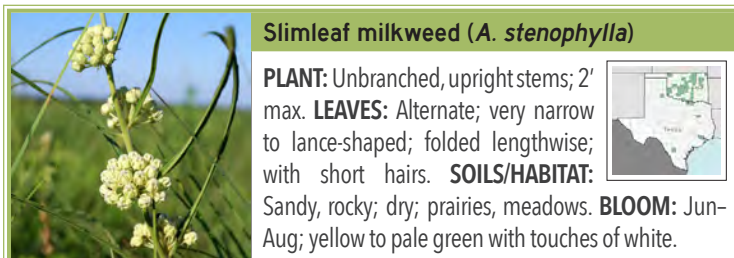 Slimleaf milkweed (A. stenophylla)
PLANT: Unbranched, upright stems; 2'
max. LEAVES: Alternate; very narrow
to lance-shaped; folded lengthwise;
with short hairs. SOILS/HABITAT:
Sandy, rocky; dry; prairies, meadows. BLOOM: Jun–
Aug; yellow to pale green with touches of white.